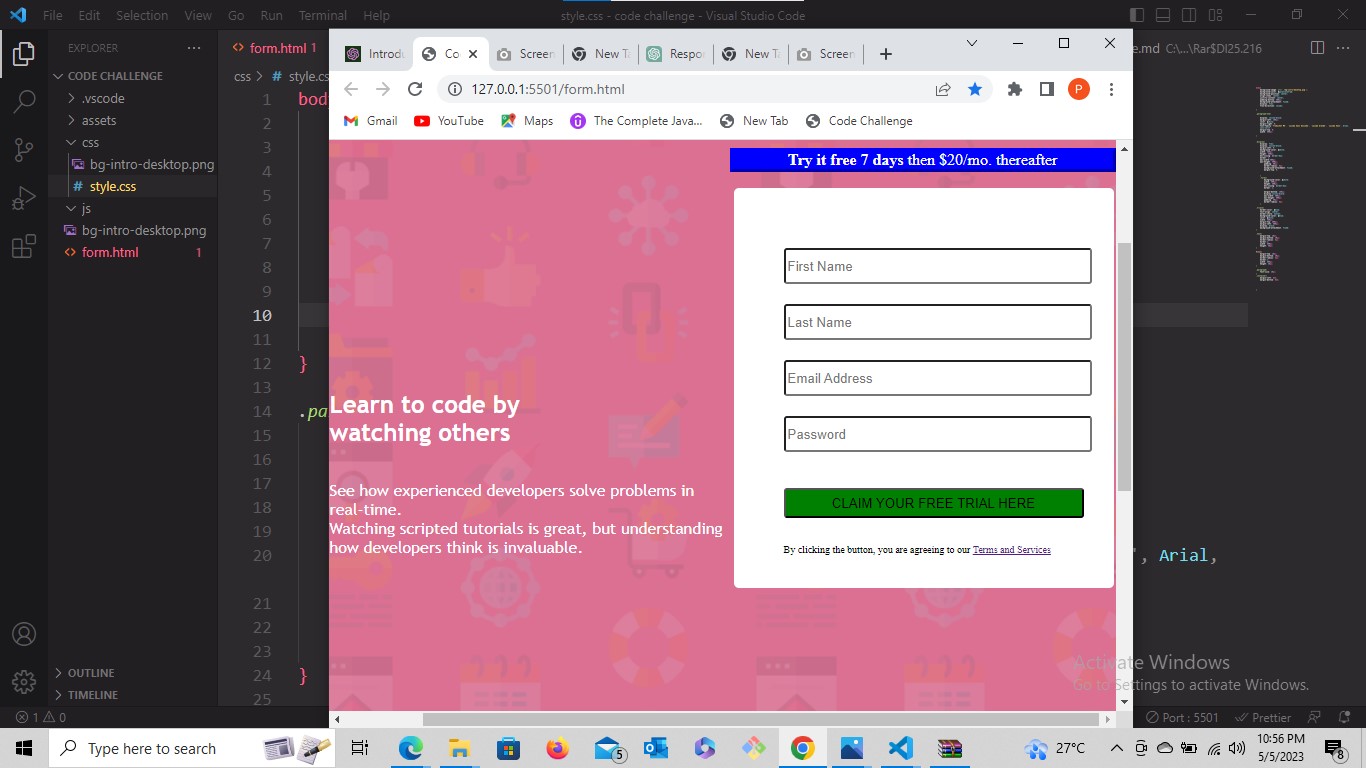 File Edit Selection View Go Run Terminal Help
style.css - code challenge - Visual Studio Code
EXPLORER
CODE CHALLENGE
.vscode
assets
css
bg-intro-desktop.png
# style.css
js
bg-intro-desktop.png
form.html 1
OUTLINE
TIMELINE
form.html 1
e.md C:\...\Rar$DI25.216
css > # style.cs
1 bod
2
3
4
5
6
7
8
9
10
11
12 }
13
14 .pa
15
16
17
18
19
20 ", Arial,
21
22
23
24 }
25
Introdu
Co
Screen
New Ta
Respon
New Ta
Screen
127.0.0.1:5501/form.html
P
Gmail YouTube Maps The Complete Java... New Tab Code Challenge
Learn to code by
watching others
See how experienced developers solve problems in
real-time.
Watching scripted tutorials is great, but understanding
how developers think is invaluable.
Try it free 7 days then $20/mo. thereafter
First Name
Last Name
Email Address
Password
CLAIM YOUR FREE TRIAL HERE
By clicking the button, you are agreeing to our Terms and Services
Activate Windows
Go to Settings to activate Windows.
1 0
Port : 5501 Prettier
Type here to search
5
27°C
10:56 PM
5/5/2023
8